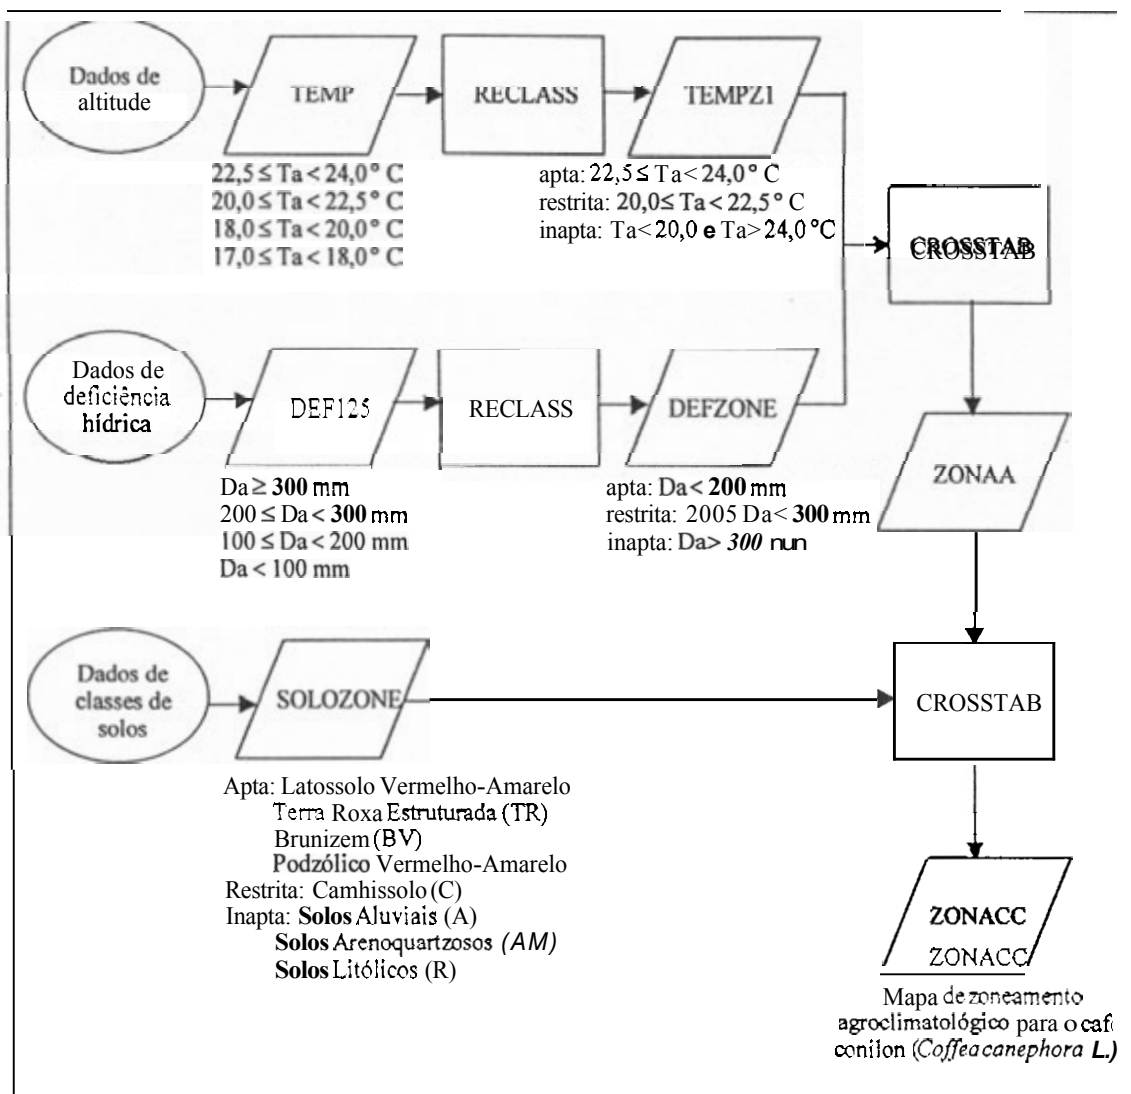 Dados de
altitude
TEMP
RECLASS
TEMPZ1
22,5 ≤ Ta < 24,0° C
20,0 ≤ Ta < 22,5° C
18,0 ≤ Ta < 20,0° C
17,0 ≤ Ta < 18,0° C
apta: 22,5 ≤ Ta < 24,0° C
restrita: 20,0 ≤ Ta < 22,5° C
inapta: Ta < 20,0 e Ta > 24,0 °C
CROSSTAB
CROSSTAB
Dados de
deficiência
hídrica
DEF125
RECLASS
DEFZONE
Da ≥ 300 mm
200 ≤ Da < 300 mm
100 ≤ Da < 200 mm
Da < 100 mm
apta: Da < 200 mm
restrita: 2005 Da < 300 mm
inapta: Da > 300 nun
ZONAA
Dados de
classes de
solos
SOLOZONE
CROSSTAB
Apta: Latossolo Vermelho-Amarelo
Terra Roxa Estruturada (TR)
Brunizem (BV)
Podzólico Vermelho-Amarelo
Restrita: Camhissolo (C)
Inapta: Solos Aluviais (A)
Solos Arenoquartzosos (AM)
Solos Litólicos (R)
ZONACC
ZONACC
Mapa de zoneamento
agroclimatológico para o caf
conilon (Coffea canephora L.)